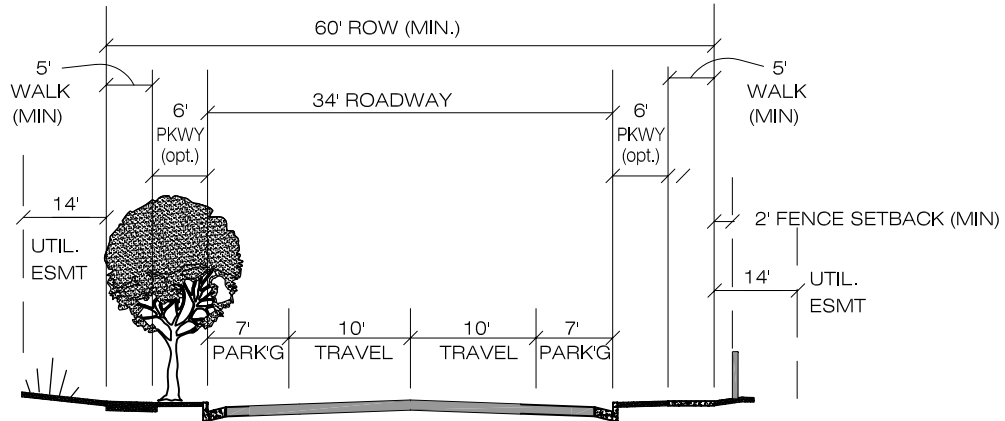 60' ROW (MIN.)
5'
WALK
(MIN)
6'
PKWY
(opt.)
34' ROADWAY
6'
PKWY
(opt.)
5'
WALK
(MIN)
14'
UTIL.
ESMT
2' FENCE SETBACK (MIN)
14'
UTIL.
ESMT
7'
PARK'G
10'
TRAVEL
10'
TRAVEL
7'
PARK'G